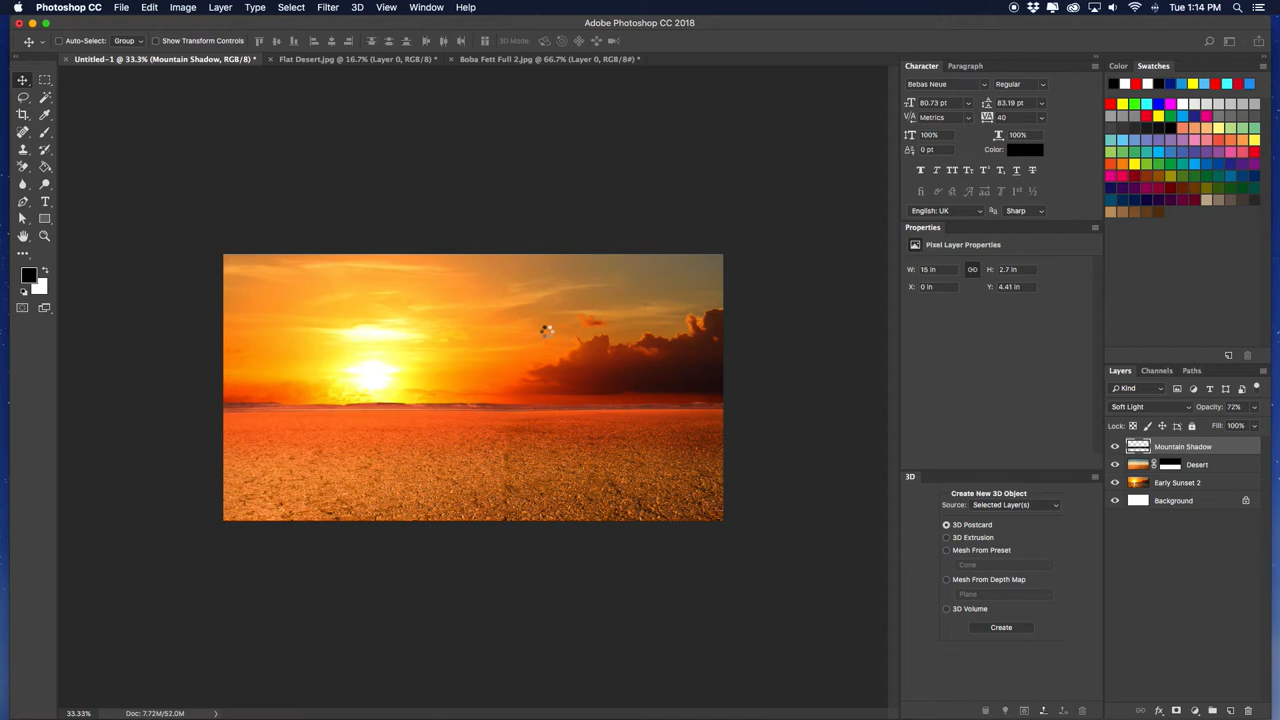 Photoshop CC File Edit Image Layer Type Select Filter 3D View Window Help Tue 1:14 PM
Adobe Photoshop CC 2018
Auto-Select: Group Show Transform Controls 3D Mode:
Untitled-1 @ 33.3% (Mountain Shadow, RGB/8) * Flat Desert.jpg @ 16.7% (Layer 0, RGB/8) * Boba Fett Full 2.jpg @ 66.7% (Layer 0, RGB/8#) *
Character Paragraph
Bebas Neue Regular
80.73 pt 83.19 pt
Metrics 40
100% 100%
0 pt Color:
English: UK Sharp
Properties
Pixel Layer Properties
W: 15 in H: 2.7 in
X: 0 in Y: 4.41 in
3D
Create New 3D Object
Source: Selected Layer(s)
3D Postcard
3D Extrusion
Mesh From Preset
Cone
Mesh From Depth Map
Plane
3D Volume
Create
Color Swatches
Layers Channels Paths
Kind
Soft Light Opacity: 72%
Lock: Fill: 100%
Mountain Shadow
Desert
Early Sunset 2
Background
33.33% Doc: 7.72M/52.0M